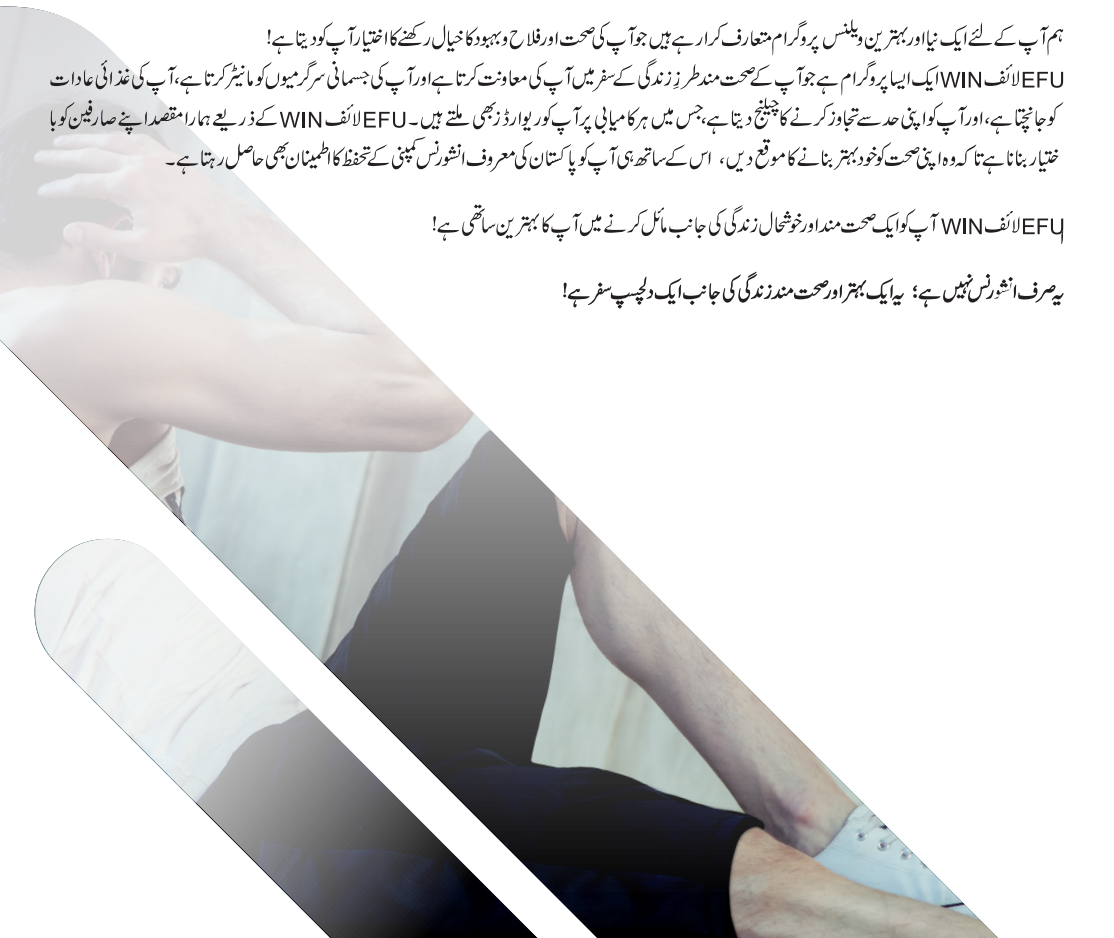 ہم آپ کے لئے ایک نیا اور بہترین ویلنس پروگرام متعارف کرا رہے ہیں جو آپ کی صحت اور فلاح و بہبود کا خیال رکھنے کا اختیار آپ کو دیتا ہے!
EFU لائف WIN ایک ایسا پروگرام ہے جو آپ کے صحت مند طرزِ زندگی کے سفر میں آپ کی معاونت کرتا ہے اور آپ کی جسمانی سرگرمیوں کو مانیٹر کرتا ہے، آپ کی غذائی عادات
کو جانچتا ہے، اور آپ کو اپنی حد سے تجاوز کرنے کا چیلنج دیتا ہے، جس میں ہر کامیابی پر آپ کو ریوارڈز بھی ملتے ہیں۔ EFU لائف WIN کے ذریعے ہمارا مقصد اپنے صارفین کو با
ختیار بنانا ہے تاکہ وہ اپنی صحت کو خود بہتر بنانے کا موقع دیں، اس کے ساتھ ہی آپ کو پاکستان کی معروف انشورنس کمپنی کے تحفظ کا اطمینان بھی حاصل رہتا ہے۔
EFU لائف WIN آپ کو ایک صحت مند اور خوشحال زندگی کی جانب مائل کرنے میں آپ کا بہترین ساتھی ہے!
یہ صرف انشورنس نہیں ہے؛ یہ ایک بہتر اور صحت مند زندگی کی جانب ایک دلچسپ سفر ہے!